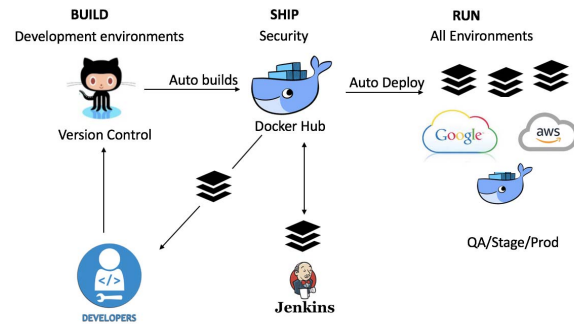 BUILD
Development environments
SHIP
Security
RUN
All Environments
Auto builds
Auto Deploy
Version Control
Docker Hub
Google
aws
QA/Stage/Prod
</>
DEVELOPERS
Jenkins